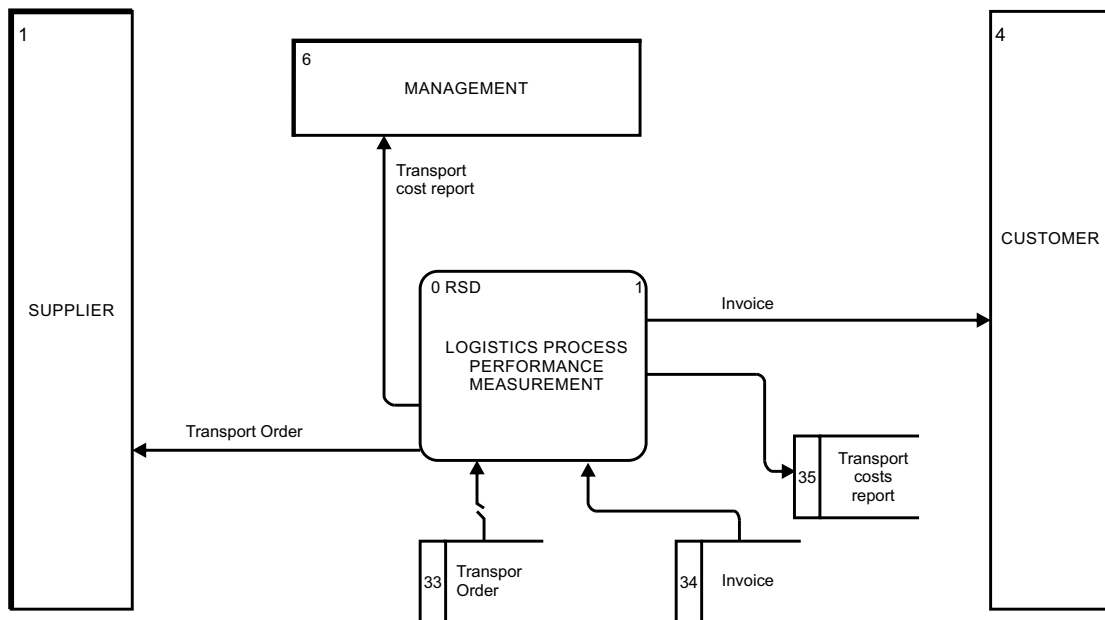 1
4
6
MANAGEMENT
Transport
cost report
CUSTOMER
0 RSD 1
SUPPLIER
Invoice
LOGISTICS PROCESS
PERFORMANCE
MEASUREMENT
Transport Order
35
Transport
costs
report
33
Transpor
Order
34
Invoice